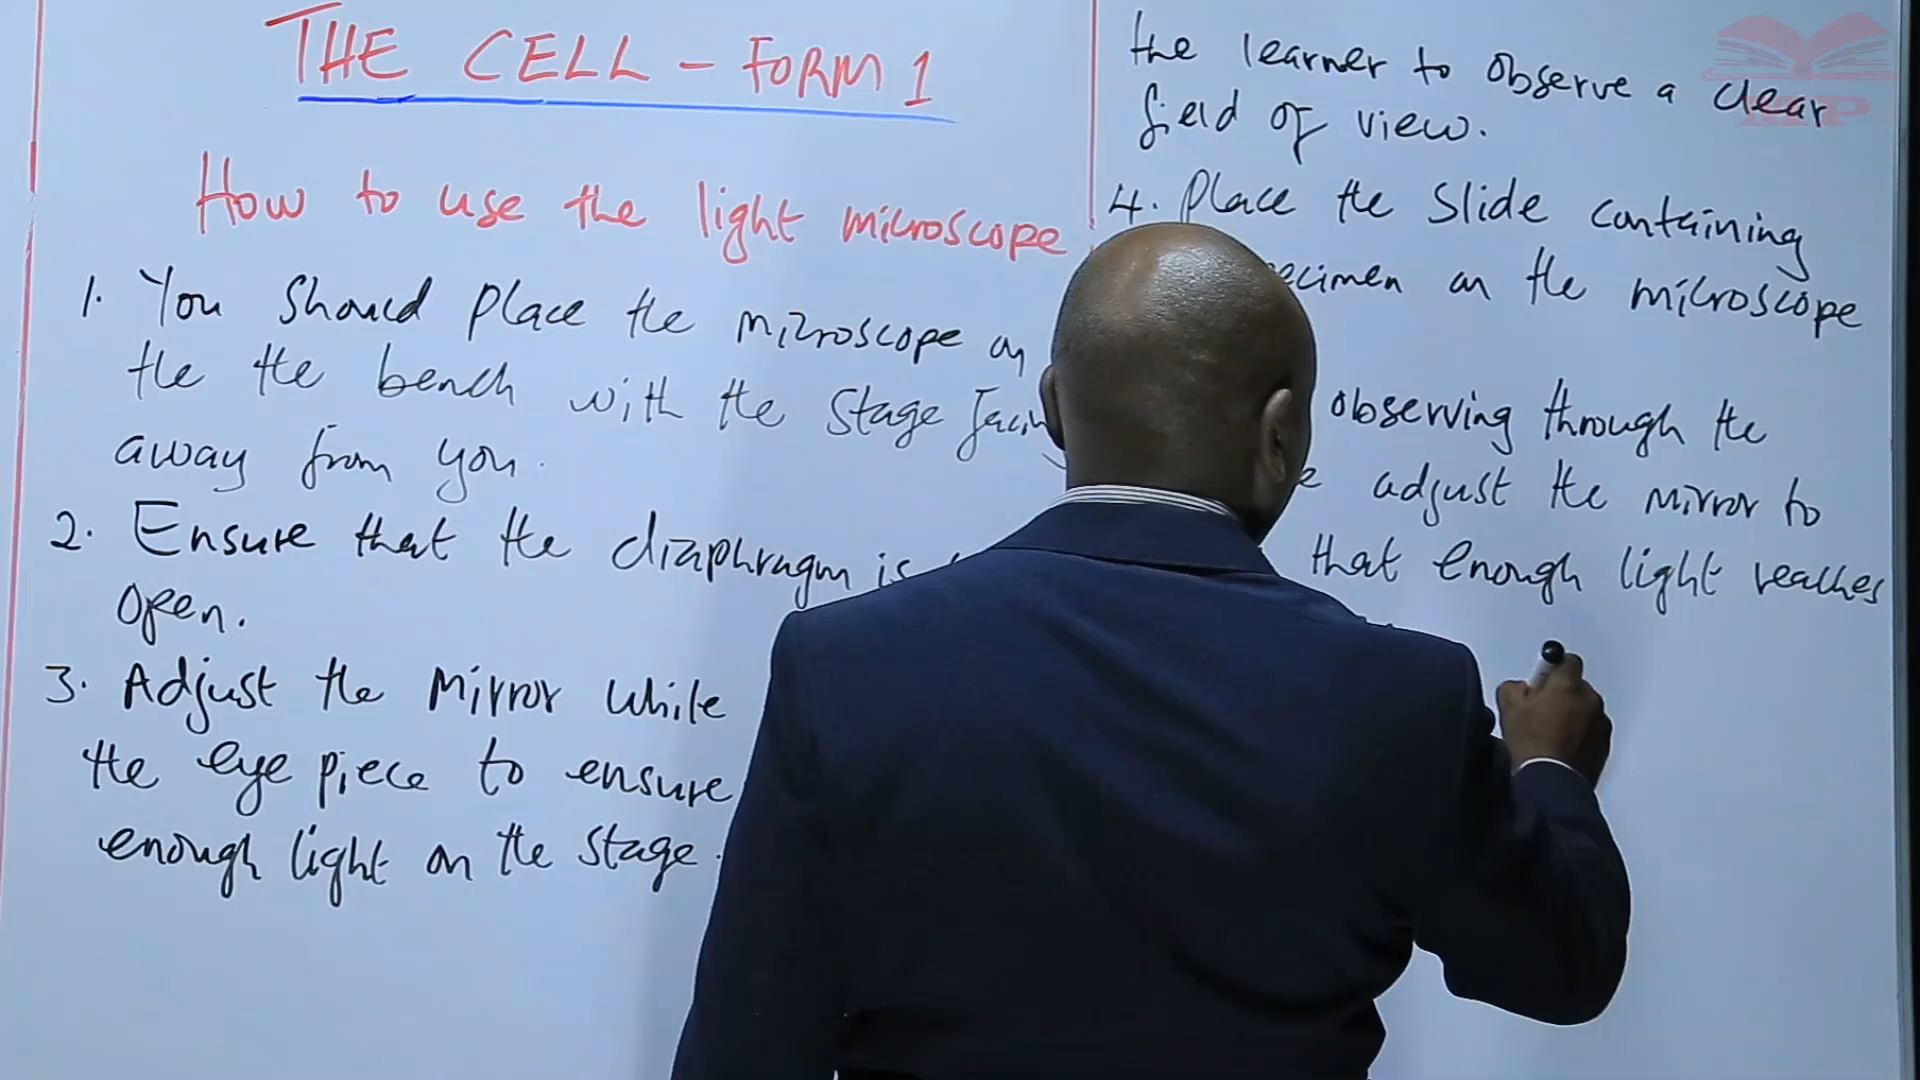 THE CELL - FORM 1
How to use the light microscope
1. You should place the microscope on
the the bench with the stage facing
away from you.
2. Ensure that the diaphragm is
open.
3. Adjust the mirror while
the eye piece to ensure
enough light on the stage.
the learner to observe a clear
field of view.
4. Place the slide containing
on the microscope
observing through the
adjust the mirror to
that enough light reaches